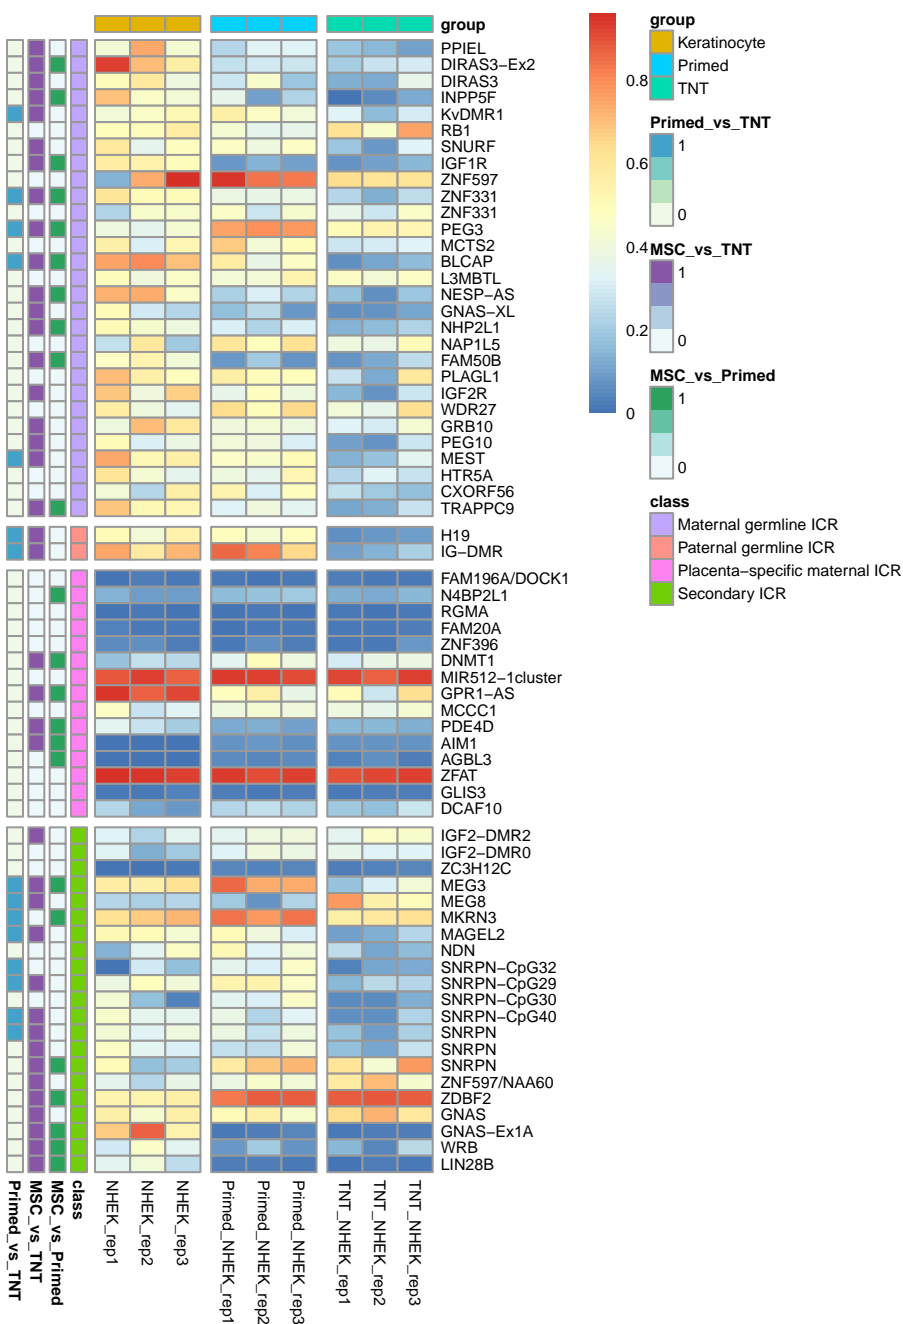 group
PPIEL
DIRAS3−Ex2
DIRAS3
INPP5F
KvDMR1
RB1
SNURF
IGF1R
ZNF597
ZNF331
ZNF331
PEG3
MCTS2
BLCAP
L3MBTL
NESP−AS
GNAS−XL
NHP2L1
NAP1L5
FAM50B
PLAGL1
IGF2R
WDR27
GRB10
PEG10
MEST
HTR5A
CXORF56
TRAPPC9
H19
IG−DMR
FAM196A/DOCK1
N4BP2L1
RGMA
FAM20A
ZNF396
DNMT1
MIR512−1cluster
GPR1−AS
MCCC1
PDE4D
AIM1
AGBL3
ZFAT
GLIS3
DCAF10
IGF2−DMR2
IGF2−DMR0
ZC3H12C
MEG3
MEG8
MKRN3
MAGEL2
NDN
SNRPN−CpG32
SNRPN−CpG29
SNRPN−CpG30
SNRPN−CpG40
SNRPN
SNRPN
SNRPN
ZNF597/NAA60
ZDBF2
GNAS
GNAS−Ex1A
WRB
LIN28B
Primed_vs_TNT
MSC_vs_TNT
MSC_vs_Primed
class
NHEK_rep1
NHEK_rep2
NHEK_rep3
Primed_NHEK_rep1
Primed_NHEK_rep2
Primed_NHEK_rep3
TNT_NHEK_rep1
TNT_NHEK_rep2
TNT_NHEK_rep3
0.8
0.6
0.4
0.2
0
group
Keratinocyte
Primed
TNT
Primed_vs_TNT
1
0
MSC_vs_TNT
1
0
MSC_vs_Primed
1
0
class
Maternal germline ICR
Paternal germline ICR
Placenta−specific maternal ICR
Secondary ICR